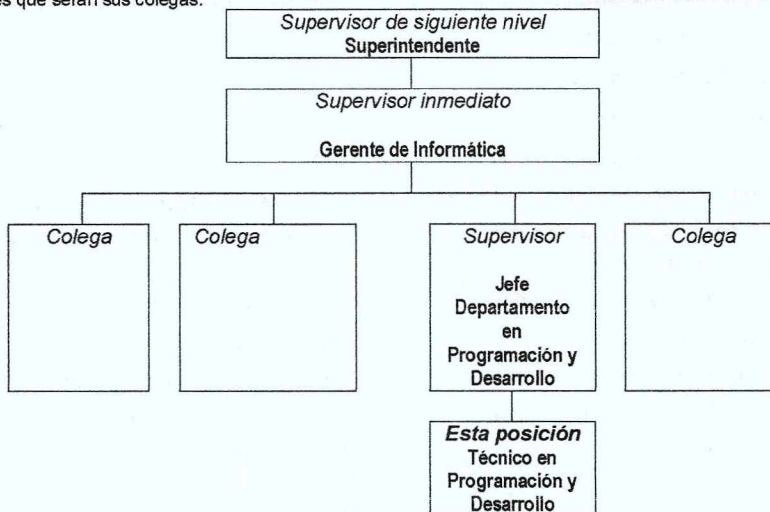 es que serán sus colegas.
Supervisor de siguiente nivel
Superintendente
Supervisor inmediato
Gerente de Informática
Colega
Colega
Supervisor
Jefe
Departamento
en
Programación y
Desarrollo
Colega
Esta posición
Técnico en
Programación y
Desarrollo